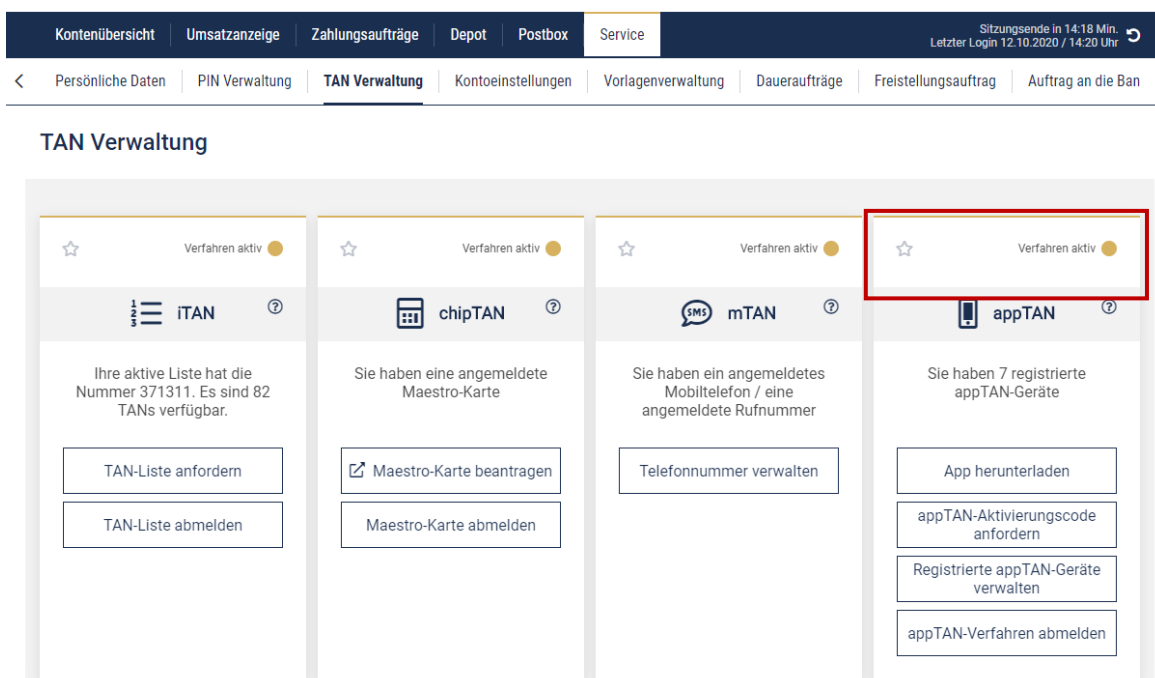 Kontenübersicht Umsatzanzeige Zahlungsaufträge Depot Postbox Service
Sitzungsende in 14:18 Min.
Letzter Login 12.10.2020 / 14:20 Uhr
Persönliche Daten PIN Verwaltung TAN Verwaltung Kontoeinstellungen Vorlagenverwaltung Daueraufträge Freistellungsauftrag Auftrag an die Ban
TAN Verwaltung
Verfahren aktiv
1
2
3
iTAN
?
Ihre aktive Liste hat die
Nummer 371311. Es sind 82
TANs verfügbar.
TAN-Liste anfordern
TAN-Liste abmelden
Verfahren aktiv
chipTAN
?
Sie haben eine angemeldete
Maestro-Karte
Maestro-Karte beantragen
Maestro-Karte abmelden
Verfahren aktiv
SMS
mTAN
?
Sie haben ein angemeldetes
Mobiltelefon / eine
angemeldete Rufnummer
Telefonnummer verwalten
Verfahren aktiv
appTAN
?
Sie haben 7 registrierte
appTAN-Geräte
App herunterladen
appTAN-Aktivierungscode
anfordern
Registrierte appTAN-Geräte
verwalten
appTAN-Verfahren abmelden